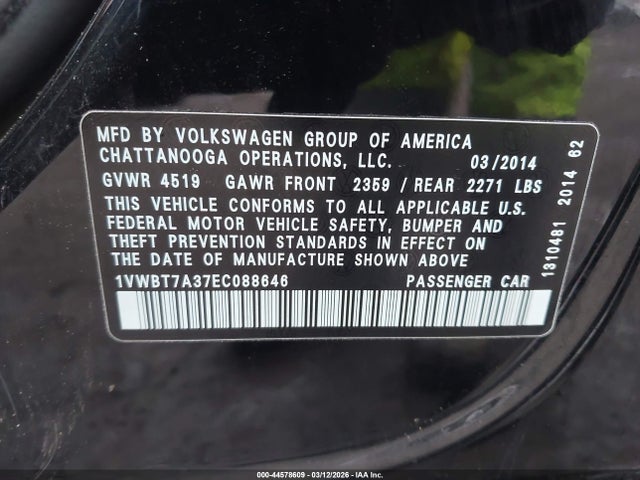 MFD BY VOLKSWAGEN GROUP OF AMERICA
CHATTANOOGA OPERATIONS, LLC. 03/2014
GVWR 4519 GAWR FRONT 2359 / REAR 2271 LBS
THIS VEHICLE CONFORMS TO ALL APPLICABLE U.S.
FEDERAL MOTOR VEHICLE SAFETY, BUMPER AND
THEFT PREVENTION STANDARDS IN EFFECT ON
THE DATE OF MANUFACTURE SHOWN ABOVE
1VWBT7A37EC088646 PASSENGER CAR
1310481 2014 62
000-44578609 - 03/12/2026 - IAA Inc.